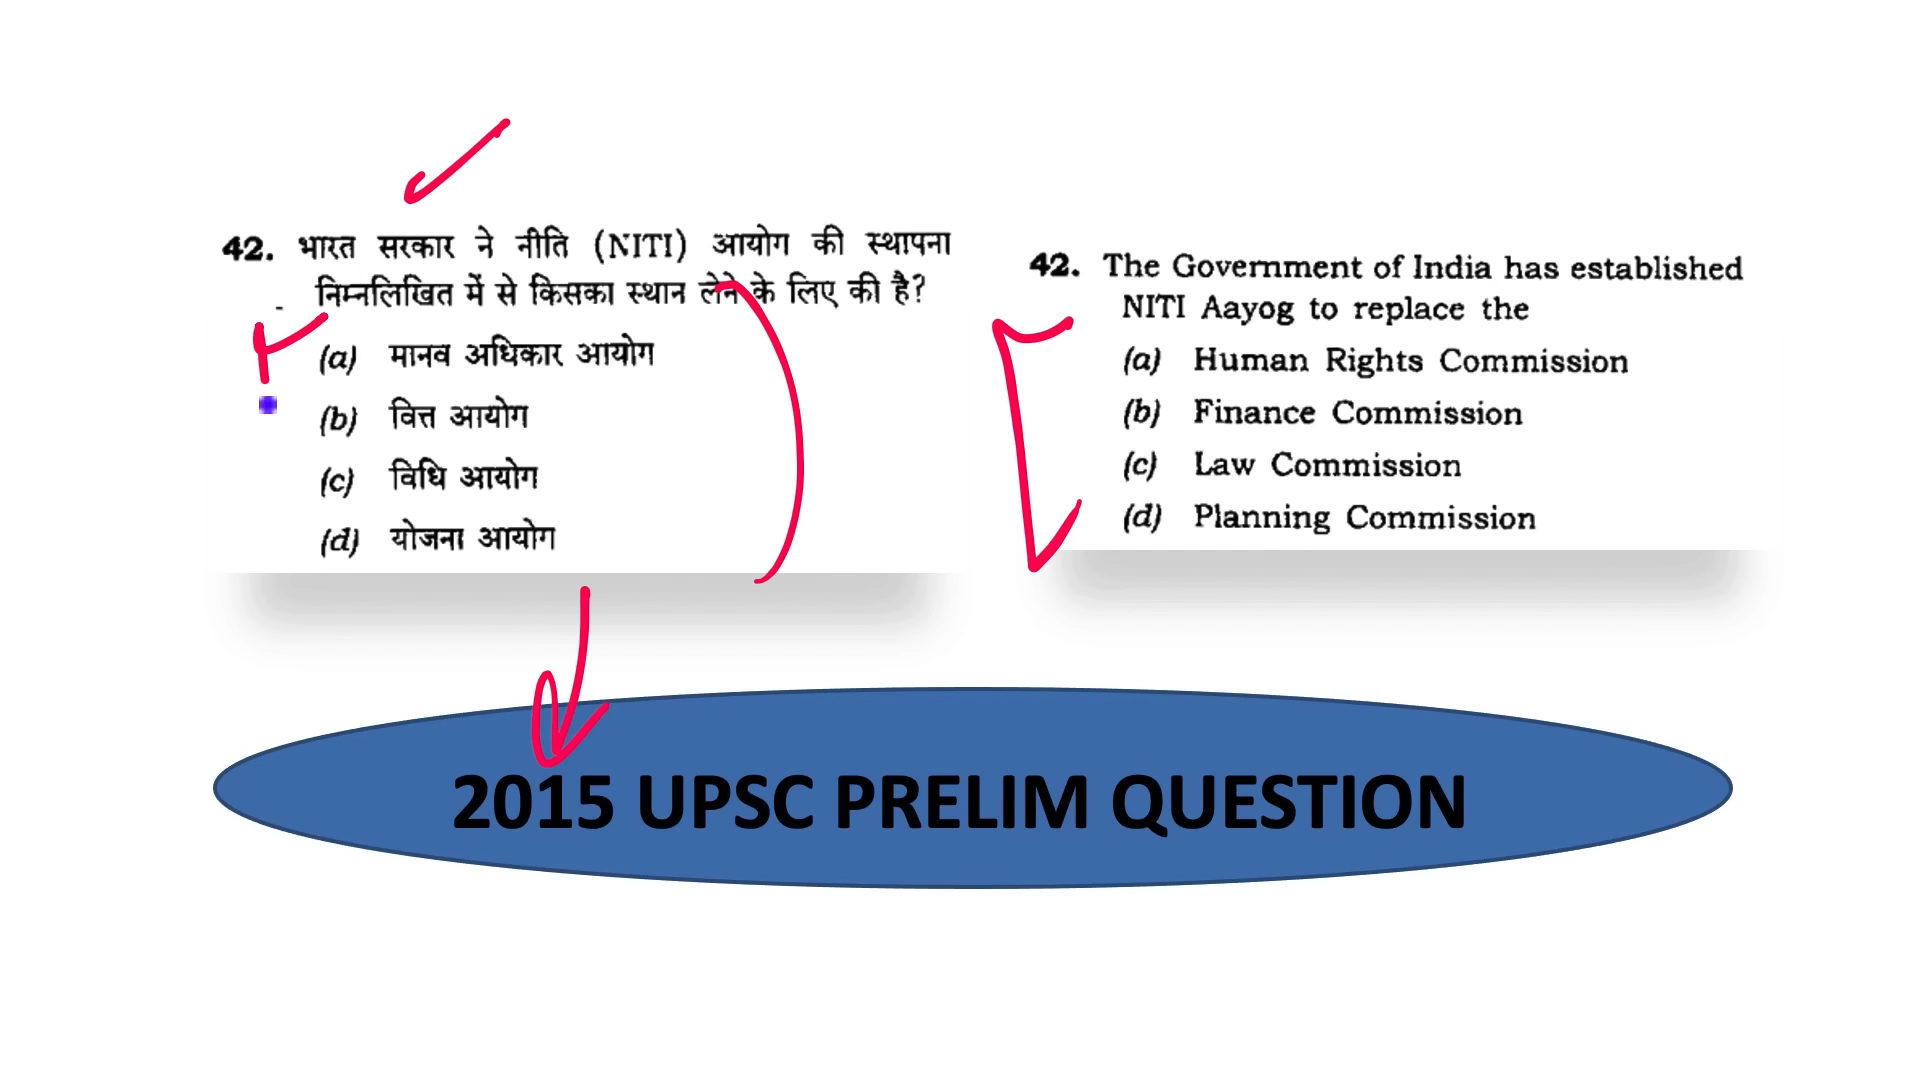 42. भारत सरकार ने नीति (NITI) आयोग की स्थापना
निम्नलिखित में से किसका स्थान लेने के लिए की है?
(a) मानव अधिकार आयोग
(b) वित्त आयोग
(c) विधि आयोग
(d) योजना आयोग
42. The Government of India has established
NITI Aayog to replace the
(a) Human Rights Commission
(b) Finance Commission
(c) Law Commission
(d) Planning Commission
2015 UPSC PRELIM QUESTION